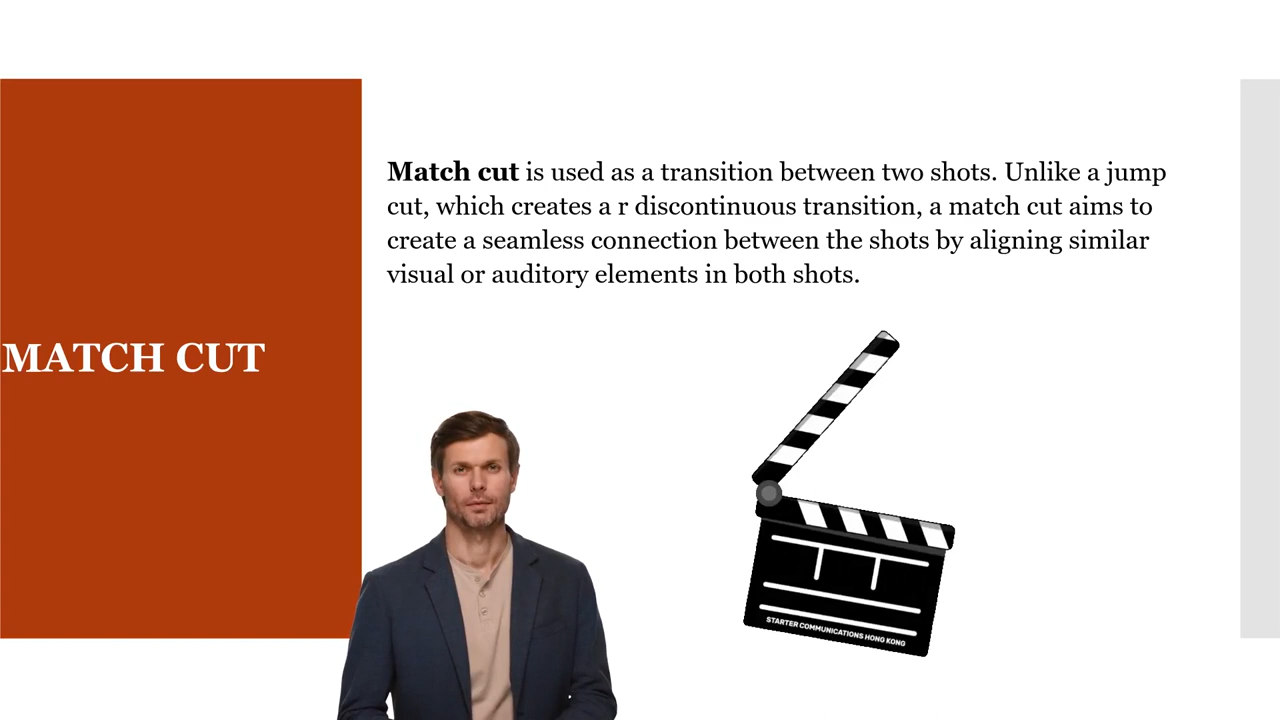 Match cut is used as a transition between two shots. Unlike a jump
cut, which creates a r discontinuous transition, a match cut aims to
create a seamless connection between the shots by aligning similar
visual or auditory elements in both shots.
MATCH CUT
STARTER COMMUNICATIONS HONG KONG